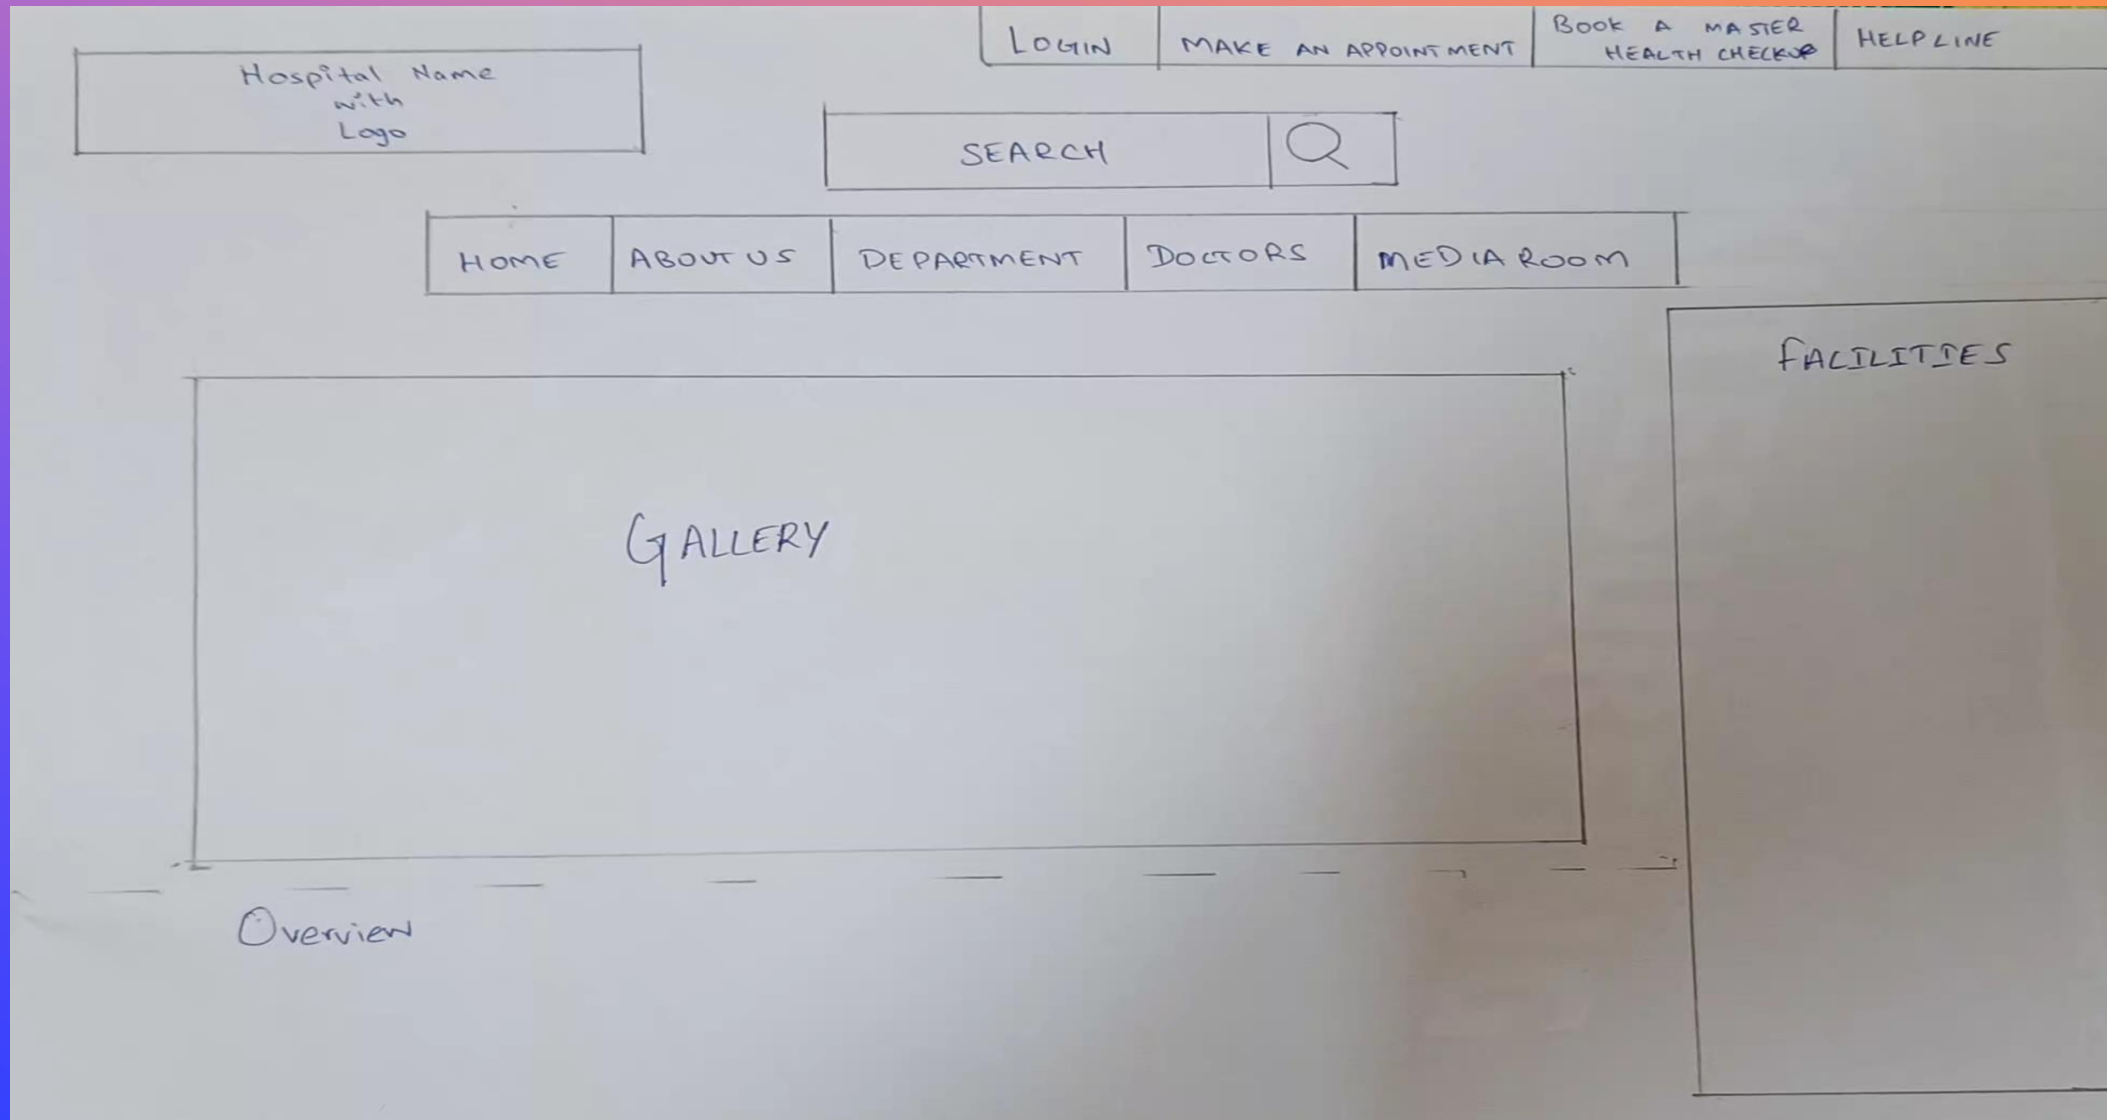 LOGIN
MAKE AN APPOINTMENT
BOOK A MASTER
HEALTH CHECKUP
HELPLINE
Hospital Name
with
Logo
SEARCH
HOME
ABOUT US
DEPARTMENT
DOCTORS
MEDIA ROOM
FACILITIES
GALLERY
Overview